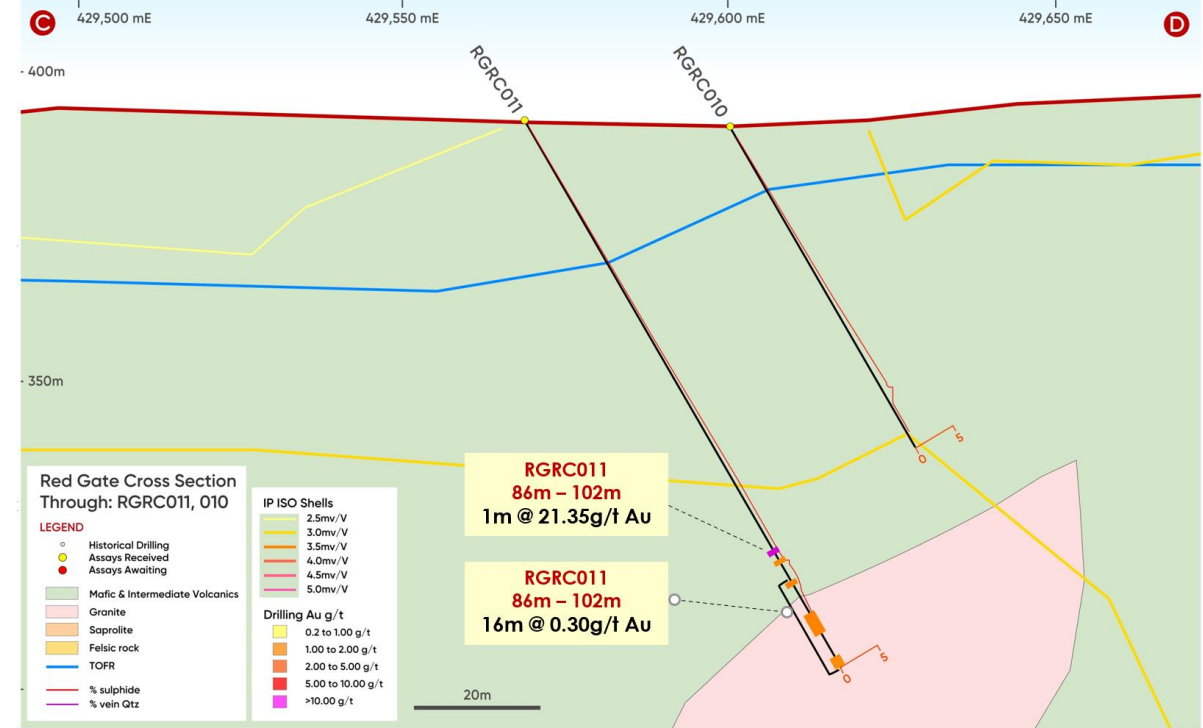 C
429,500 mE
429,550 mE
429,600 mE
429,650 mE
D
RGRC011
RGRC010
- 400m
- 350m
5
0
RGRC011
86m – 102m
1m @ 21.35g/t Au
RGRC011
86m – 102m
16m @ 0.30g/t Au
5
0
20m
Red Gate Cross Section
Through: RGRC011, 010
LEGEND
Historical Drilling
Assays Received
Assays Awaiting
Mafic & Intermediate Volcanics
Granite
Saprolite
Felsic rock
TOFR
% sulphide
% vein Qtz
IP ISO Shells
2.5mv/V
3.0mv/V
3.5mv/V
4.0mv/V
4.5mv/V
5.0mv/V
Drilling Au g/t
0.2 to 1.00 g/t
1.00 to 2.00 g/t
2.00 to 5.00 g/t
5.00 to 10.00 g/t
>10.00 g/t